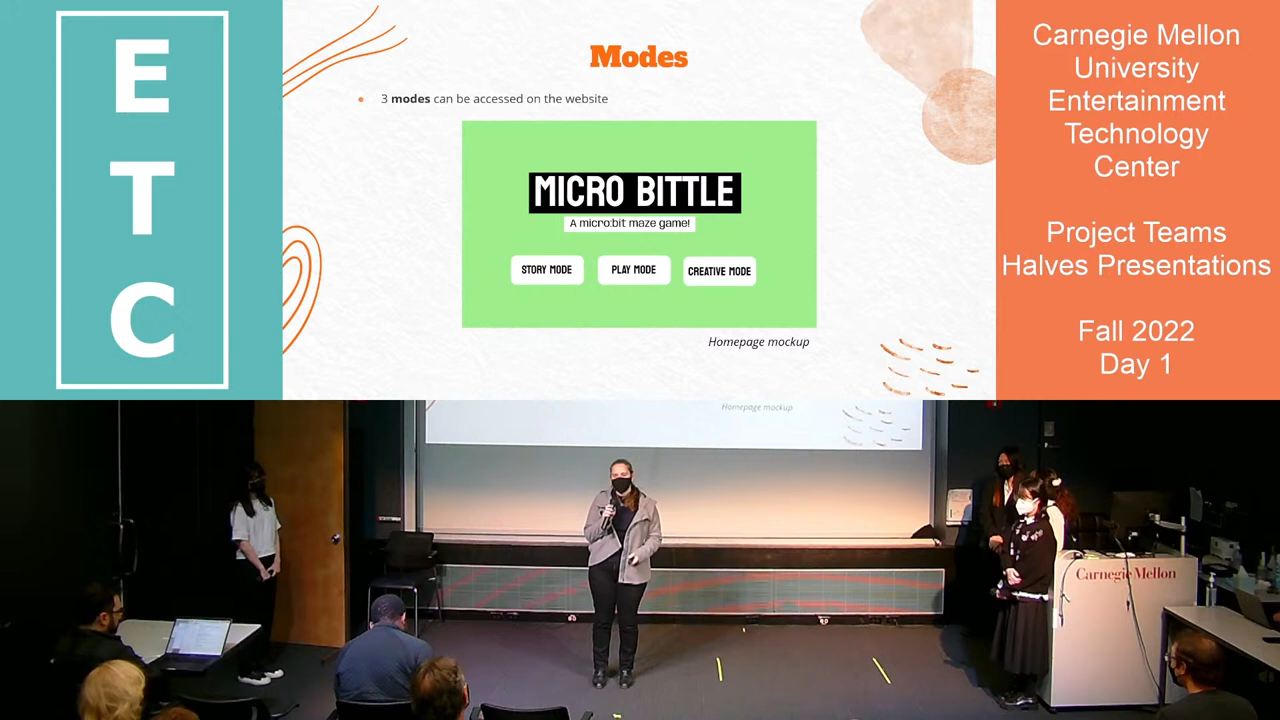 E
T
C
Modes
3 modes can be accessed on the website
MICRO BITTLE
A micro:bit maze game!
STORY MODE
PLAY MODE
CREATIVE MODE
Homepage mockup
Carnegie Mellon
University
Entertainment
Technology
Center
Project Teams
Halves Presentations
Fall 2022
Day 1
Homepage mockup
Carnegie Mellon